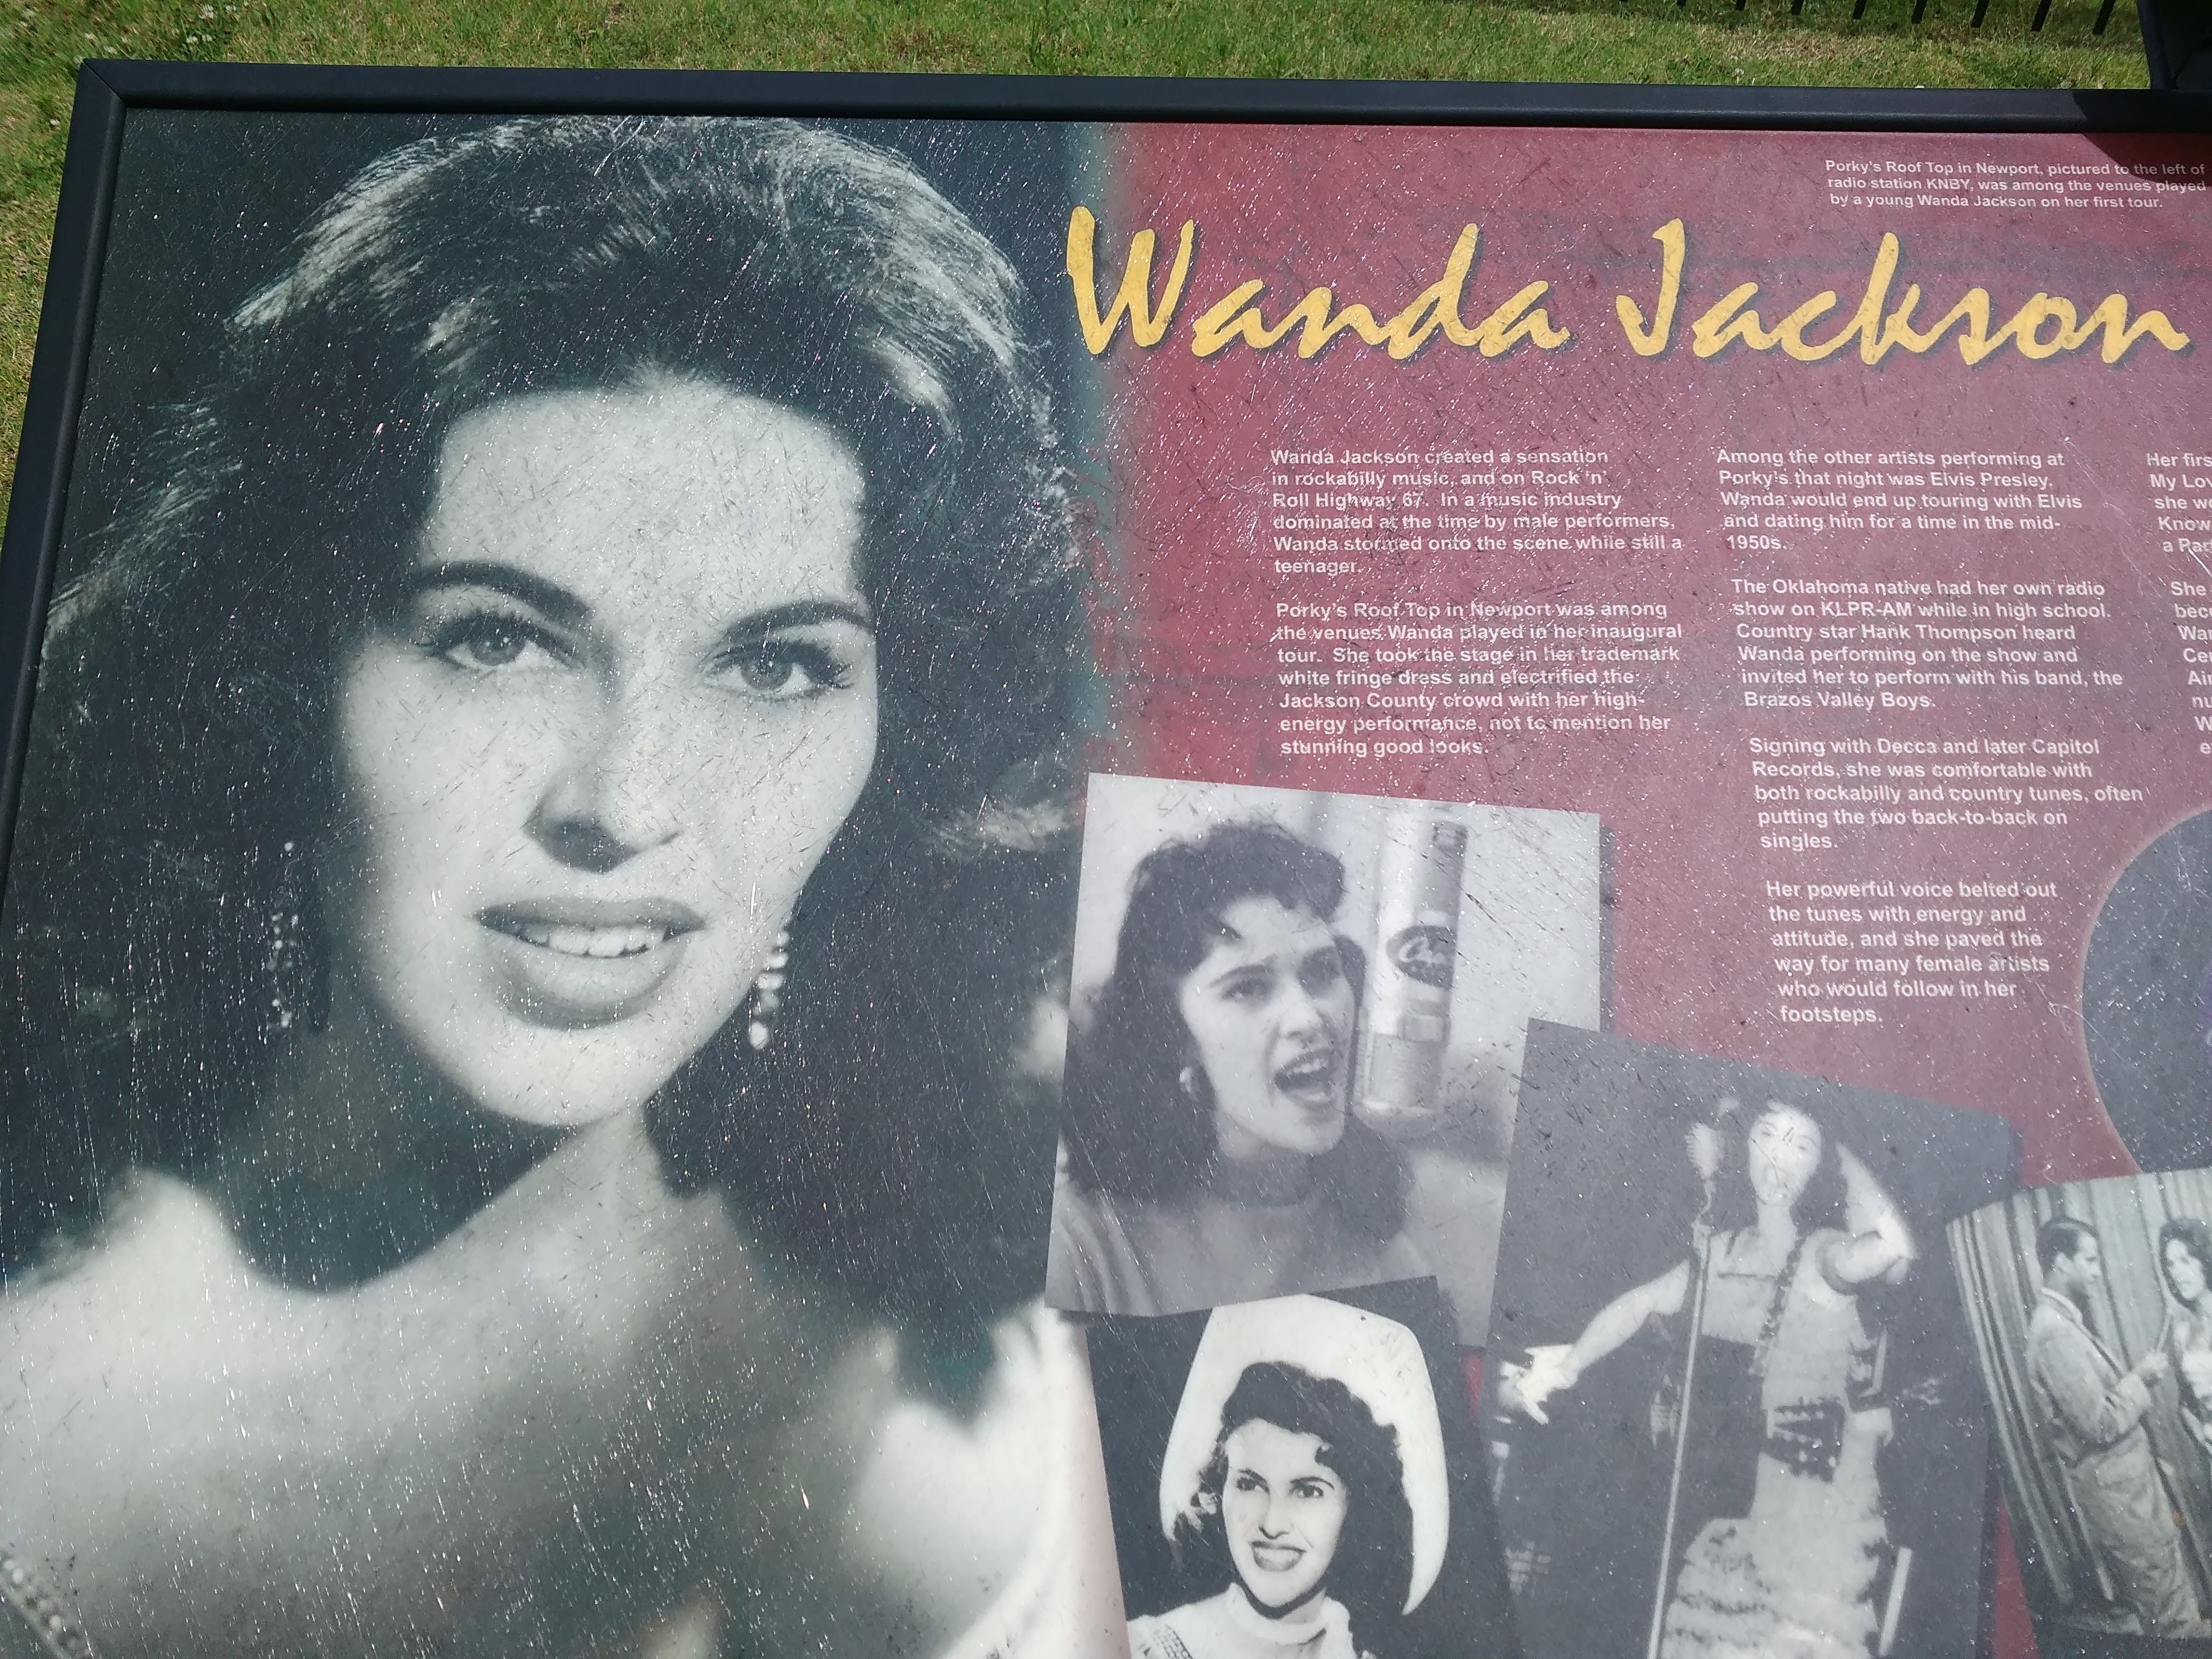 Porky's Roof Top in Newport, pictured to the left of
radio station KNBY, was among the venues played
by a young Wanda Jackson on her first tour.
Wanda Jackson
Wanda Jackson created a sensation
in rockabilly music, and on Rock 'n'
Roll Highway 67. In a music industry
dominated at the time by male performers,
Wanda stormed onto the scene while still a
teenager.
Porky's Roof Top in Newport was among
the venues Wanda played in her inaugural
tour. She took the stage in her trademark
white fringe dress and electrified the
Jackson County crowd with her high-
energy performance, not to mention her
stunning good looks.
Among the other artists performing at
Porky's that night was Elvis Presley.
Wanda would end up touring with Elvis
and dating him for a time in the mid-
1950s.
The Oklahoma native had her own radio
show on KLPR-AM while in high school.
Country star Hank Thompson heard
Wanda performing on the show and
invited her to perform with his band, the
Brazos Valley Boys.
Signing with Decca and later Capitol
Records, she was comfortable with
both rockabilly and country tunes, often
putting the two back-to-back on
singles.
Her powerful voice belted out
the tunes with energy and
attitude, and she paved the
way for many female artists
who would follow in her
footsteps.
Her
My
she
Know
a
She